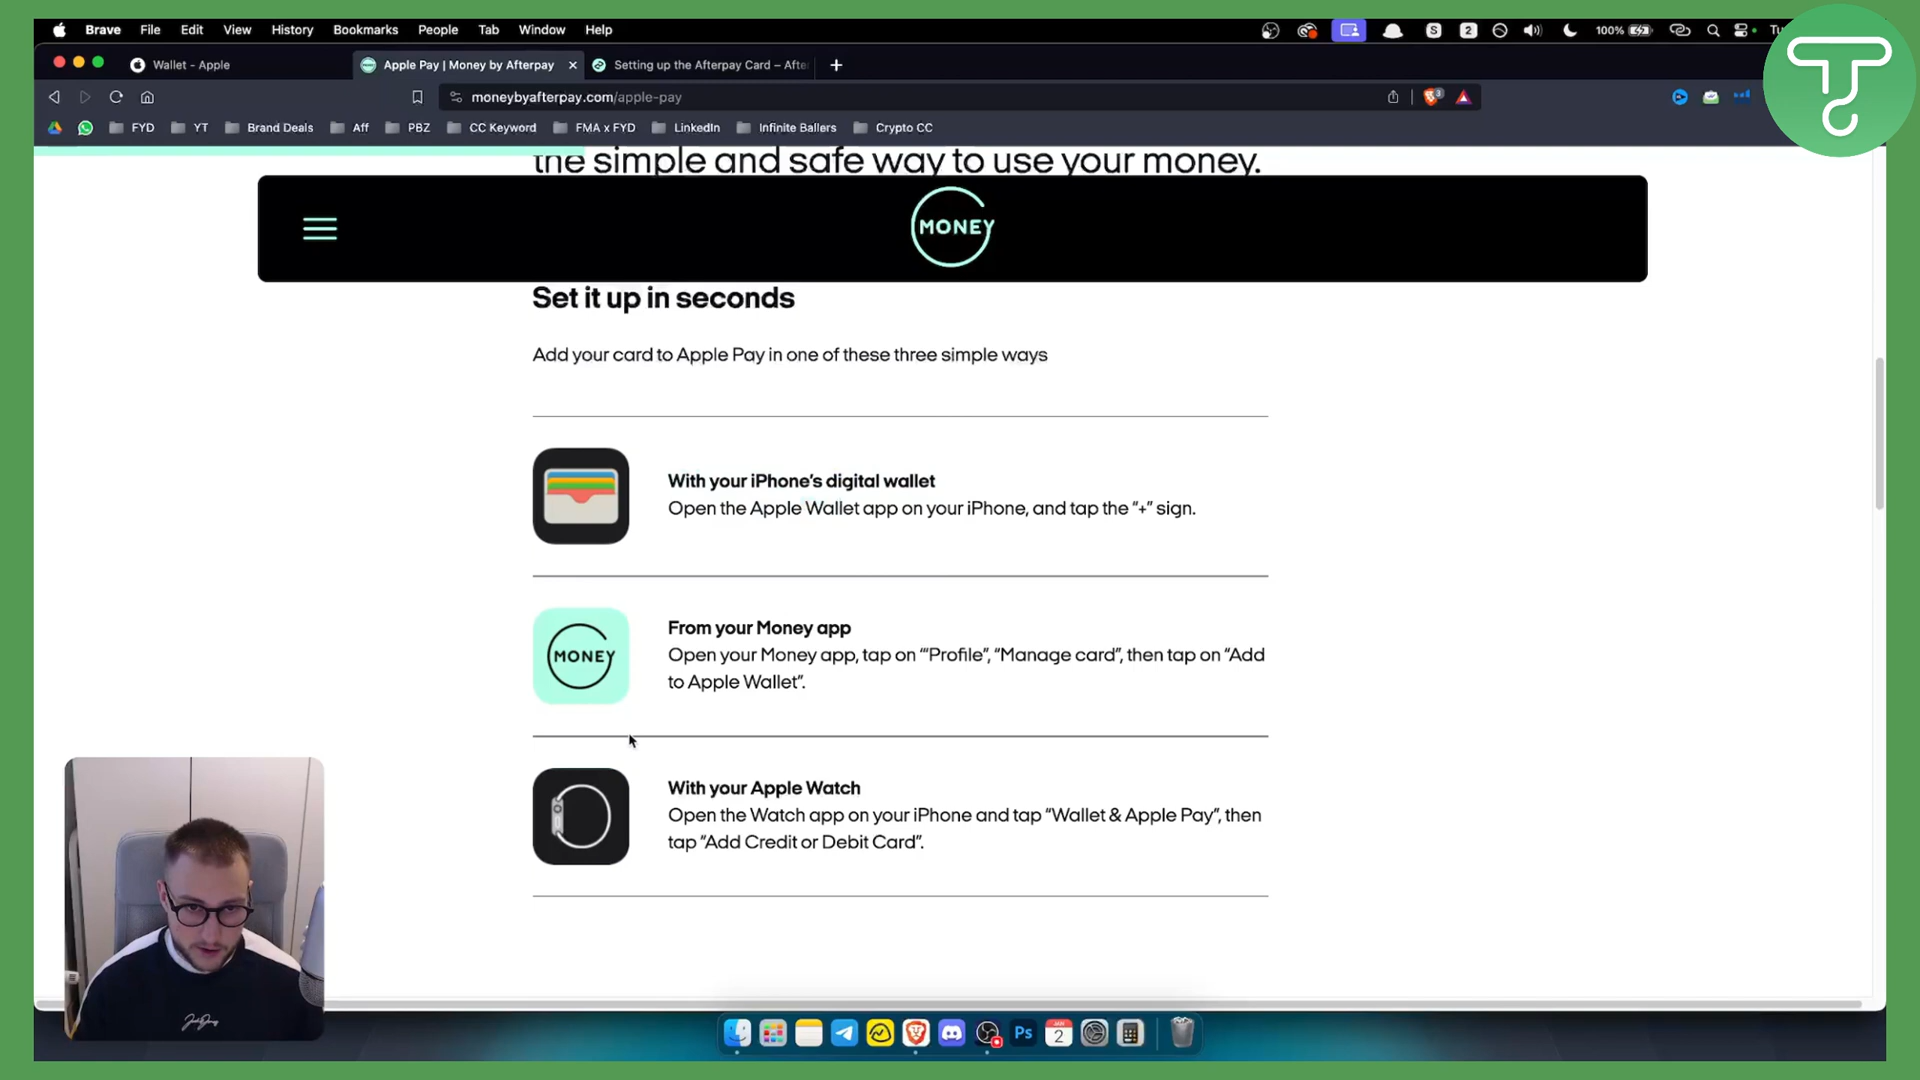 Brave File Edit View History Bookmarks People Tab Window Help
S 2 100%
Wallet - Apple
Apple Pay | Money by Afterpay
Setting up the Afterpay Card – Afte
moneybyafterpay.com/apple-pay
3
FYD YT Brand Deals Aff PBZ CC Keyword FMA x FYD LinkedIn Infinite Ballers Crypto CC
the simple and safe way to use your money.
MONEY
Set it up in seconds
Add your card to Apple Pay in one of these three simple ways
With your iPhone’s digital wallet
Open the Apple Wallet app on your iPhone, and tap the “+” sign.
MONEY
From your Money app
Open your Money app, tap on “‘Profile”, “Manage card”, then tap on “Add
to Apple Wallet”.
With your Apple Watch
Open the Watch app on your iPhone and tap “Wallet & Apple Pay”, then
tap “Add Credit or Debit Card”.
Ps
JAN
2